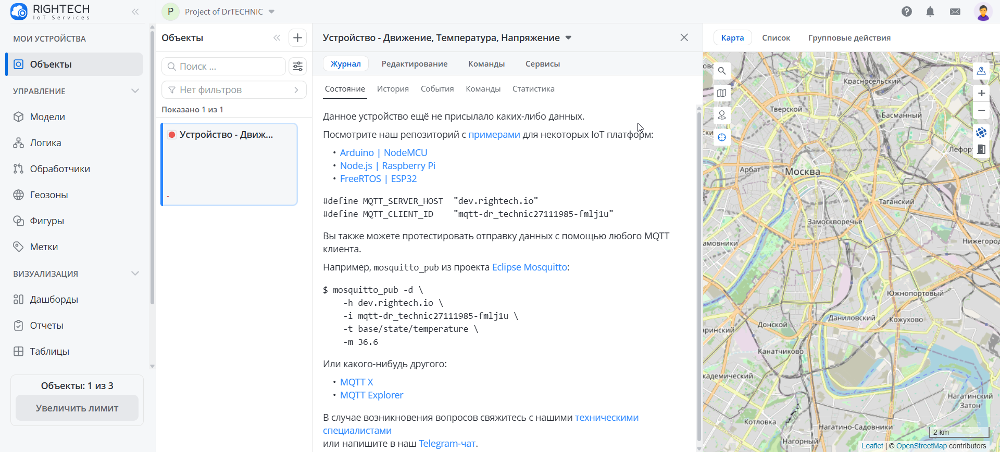 RIGHTECH
IoT Services
МОИ УСТРОЙСТВА
Объекты
УПРАВЛЕНИЕ
Модели
Логика
Обработчики
Геозоны
Фигуры
Метки
ВИЗУАЛИЗАЦИЯ
Дашборды
Отчеты
Таблицы
Объекты: 1 из 3
Увеличить лимит
P Project of DrTECHNIC
Объекты
Поиск ...
Нет фильтров
Показано 1 из 1
Устройство - Движ...
-
Устройство - Движение, Температура, Напряжение
Журнал Редактирование Команды Сервисы
Состояние История События Команды Статистика
Данное устройство ещё не присылало каких-либо данных.
Посмотрите наш репозиторий с примерами для некоторых IoT платформ:
• Arduino | NodeMCU
• Node.js | Raspberry Pi
• FreeRTOS | ESP32
#define MQTT_SERVER_HOST "dev.rightech.io"
#define MQTT_CLIENT_ID "mqtt-dr_technic27111985-fmlj1u"
Вы также можете протестировать отправку данных с помощью любого MQTT
клиента.
Например, mosquitto_pub из проекта Eclipse Mosquitto:
$ mosquitto_pub -d \
-h dev.rightech.io \
-i mqtt-dr_technic27111985-fmlj1u \
-t base/state/temperature \
-m 36.6
Или какого-нибудь другого:
• MQTT X
• MQTT Explorer
В случае возникновения вопросов свяжитесь с нашими техническими
специалистами
или напишите в наш Telegram-чат.
Карта Список Групповые действия
Красносельский
Тверской
Басманный
Лефорт
Арбат
Москва
Таганский
Замоскворечье
амовники
Нижегород
Южнопортовый
Даниловский
Кожухово
Донской
аринский
Канатчиково
кадемический
Нагатинский
Затон
Котловка
Нагатино-Садовники
Нагорный
2 km
Leaflet | © OpenStreetMap contributors